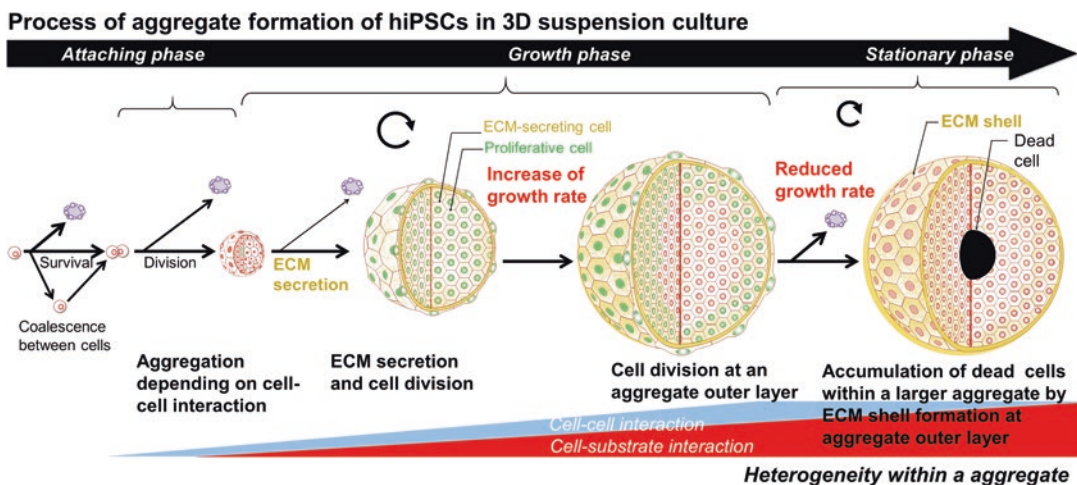 Process of aggregate formation of hiPSCs in 3D suspension culture
Attaching phase
Growth phase
Stationary phase
ECM-secreting cell
Proliferative cell
Increase of
growth rate
Reduced
growth rate
ECM shell
Dead
cell
Survival
Division
ECM
secretion
Coalescence
between cells
Aggregation
depending on cell-
cell interaction
ECM secretion
and cell division
Cell division at an
aggregate outer layer
Accumulation of dead cells
within a larger aggregate by
ECM shell formation at
aggregate outer layer
Cell-cell interaction
Cell-substrate interaction
Heterogeneity within a aggregate